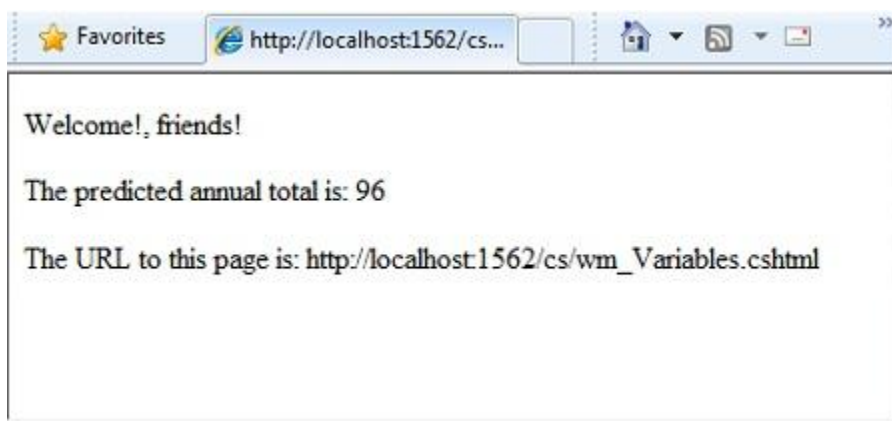 Favorites http://localhost:1562/cs...
Welcome!, friends!
The predicted annual total is: 96
The URL to this page is: http://localhost:1562/cs/wm_Variables.cshtml